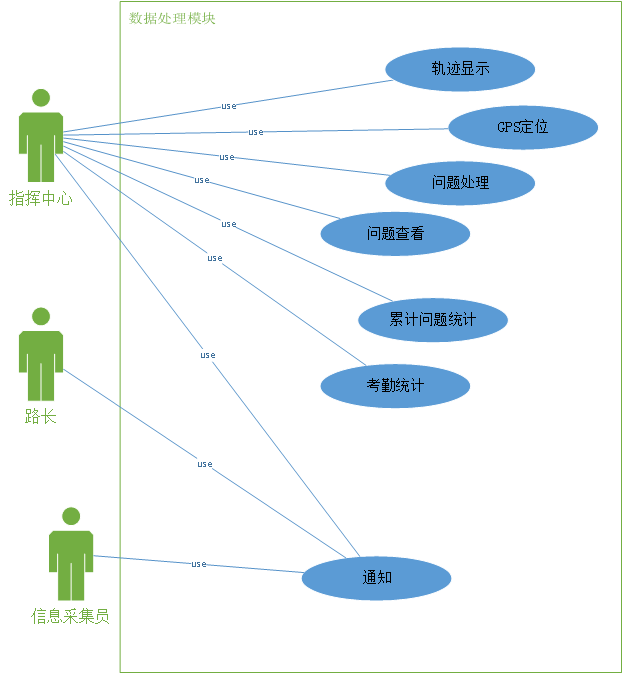 数据处理模块
轨迹显示
use
GPS定位
use
指挥中心
use
问题处理
use
问题查看
use
use
累计问题统计
use
考勤统计
路长
use
use
通知
信息采集员